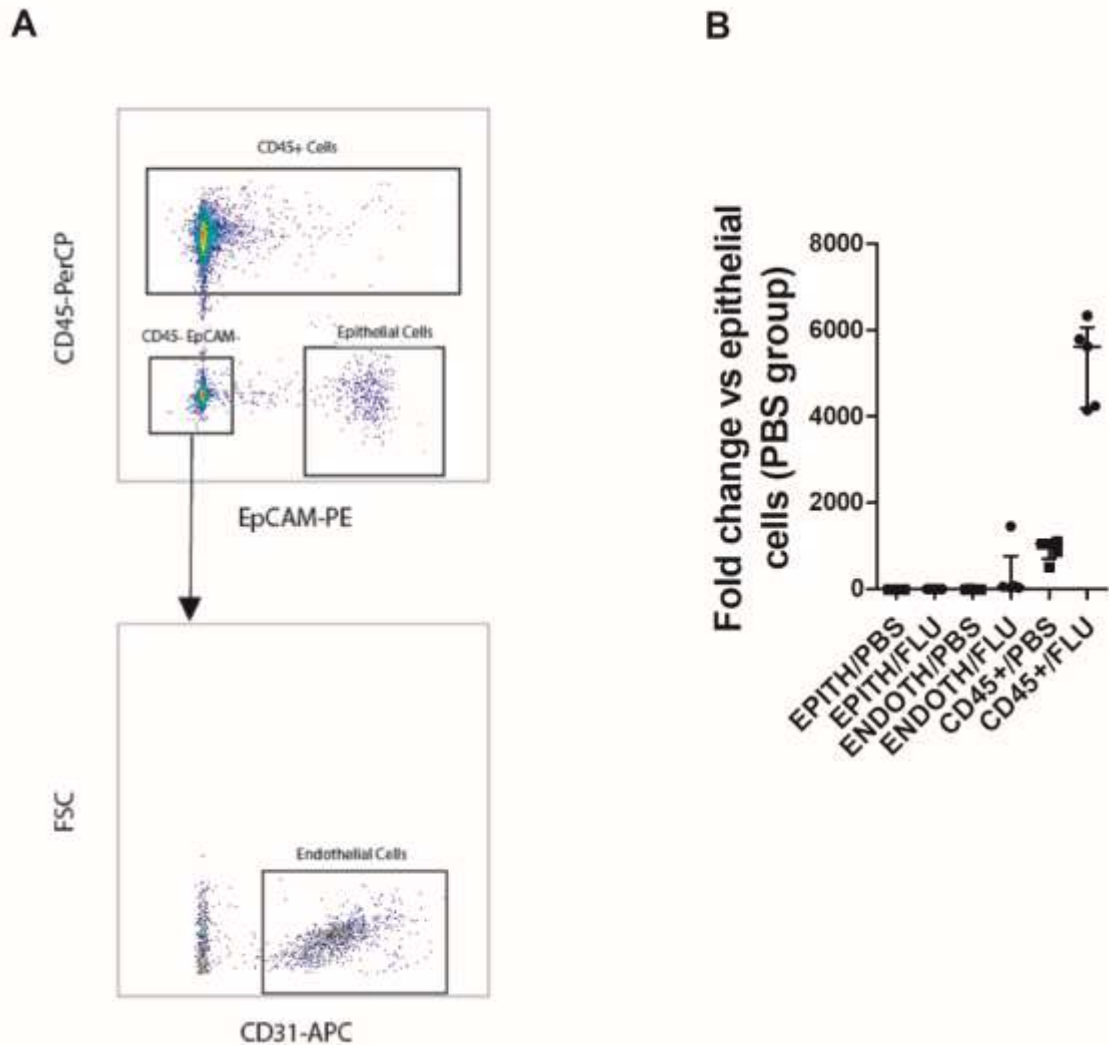 A
CD45+ Cells
CD45- EpCAM-
Epithelial Cells
CD45-PerCP
EpCAM-PE
Endothelial Cells
FSC
CD31-APC
B
Fold change vs epithelial
cells (PBS group)
8000
6000
4000
2000
0
EPITH/PBS
EPITH/FLU
ENDOTH/PBS
ENDOTH/FLU
CD45+/PBS
CD45+/FLU